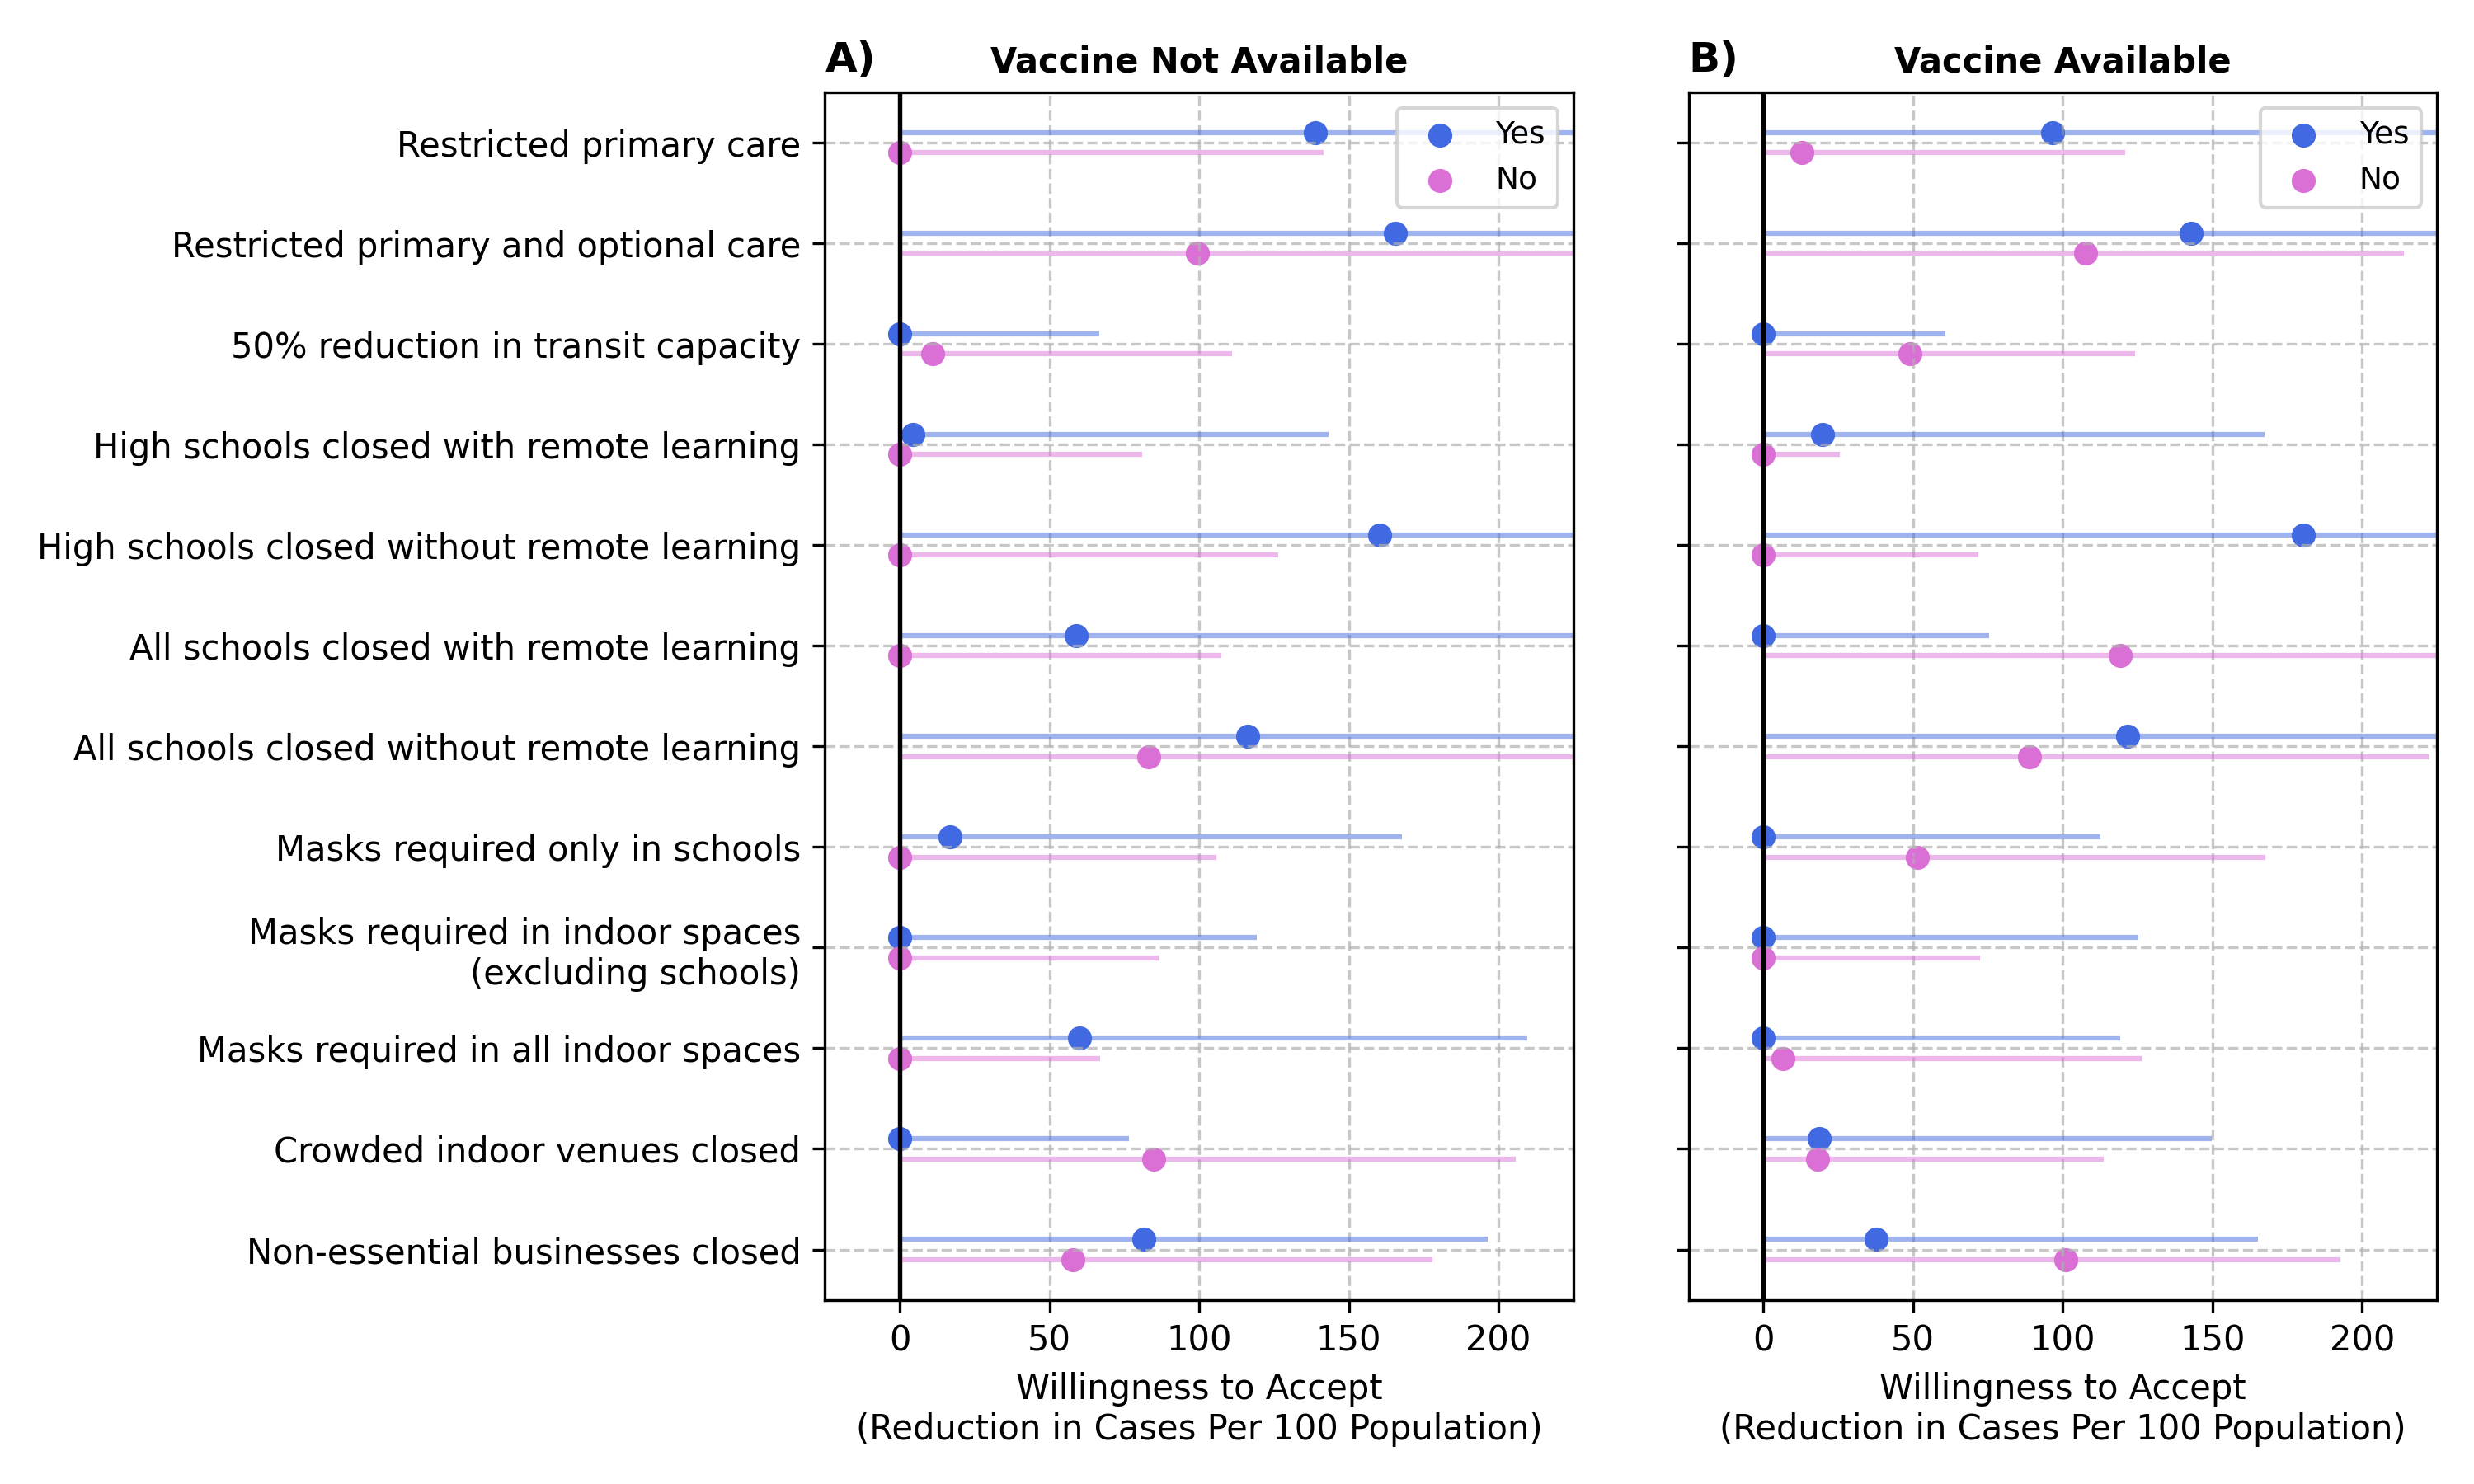 A) Vaccine Not Available
B) Vaccine Available
Yes
No
Yes
No
Restricted primary care
Restricted primary and optional care
50% reduction in transit capacity
High schools closed with remote learning
High schools closed without remote learning
All schools closed with remote learning
All schools closed without remote learning
Masks required only in schools
Masks required in indoor spaces
(excluding schools)
Masks required in all indoor spaces
Crowded indoor venues closed
Non-essential businesses closed
0 50 100 150 200
0 50 100 150 200
Willingness to Accept
(Reduction in Cases Per 100 Population)
Willingness to Accept
(Reduction in Cases Per 100 Population)